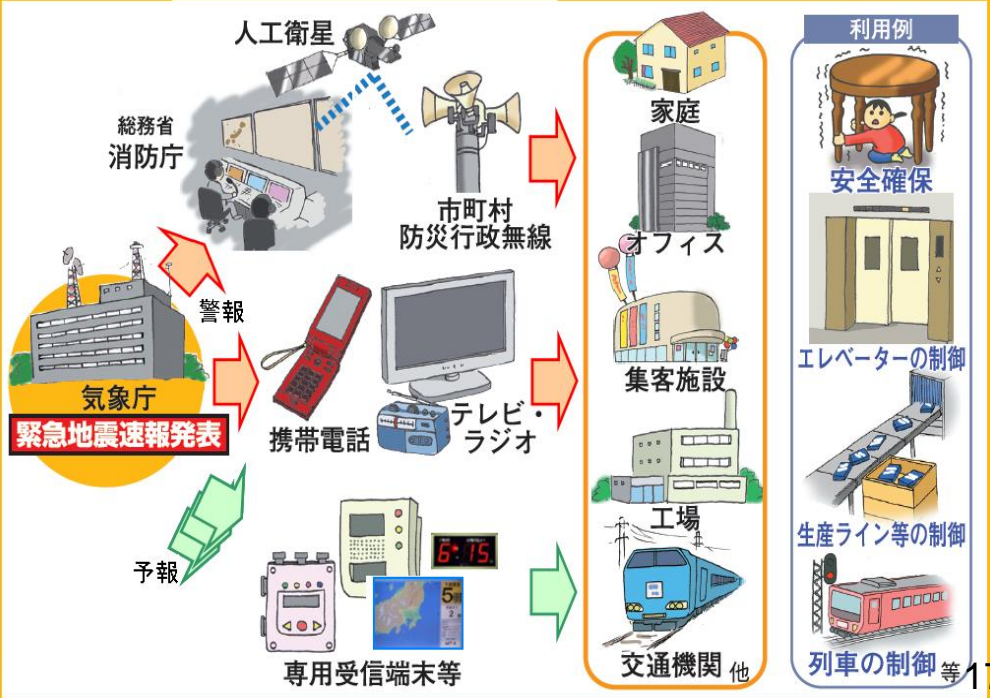 人工衛星
総務省
消防庁
市町村
防災行政無線
警報
気象庁
緊急地震速報発表
携帯電話
テレビ・
ラジオ
予報
6 15
5
2
専用受信端末等
家庭
オフィス
集客施設
工場
交通機関 他
利用例
安全確保
エレベーターの制御
生産ライン等の制御
列車の制御 等
17